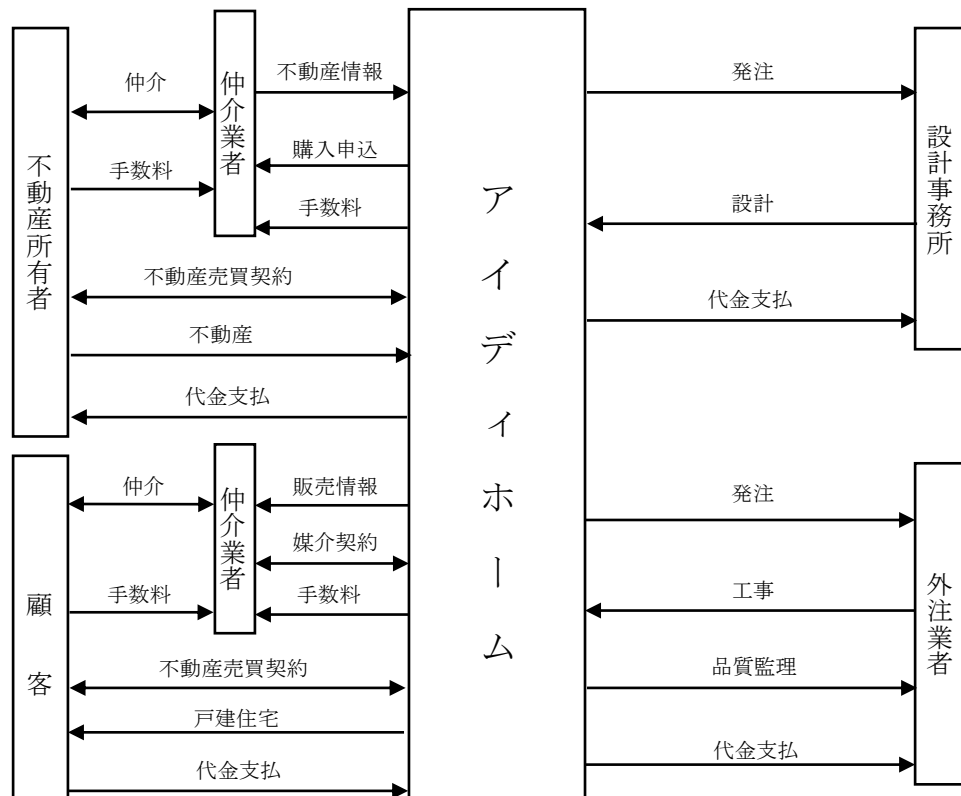 仲介
不動産情報
発注
購入申込
手数料
手数料
設計
不動産売買契約
不動産
代金支払
代金支払
不動産所有者
仲介業者
アイディホーム
設計事務所
仲介
販売情報
発注
媒介契約
手数料
手数料
工事
不動産売買契約
品質監理
戸建住宅
代金支払
代金支払
顧客
仲介業者
外注業者